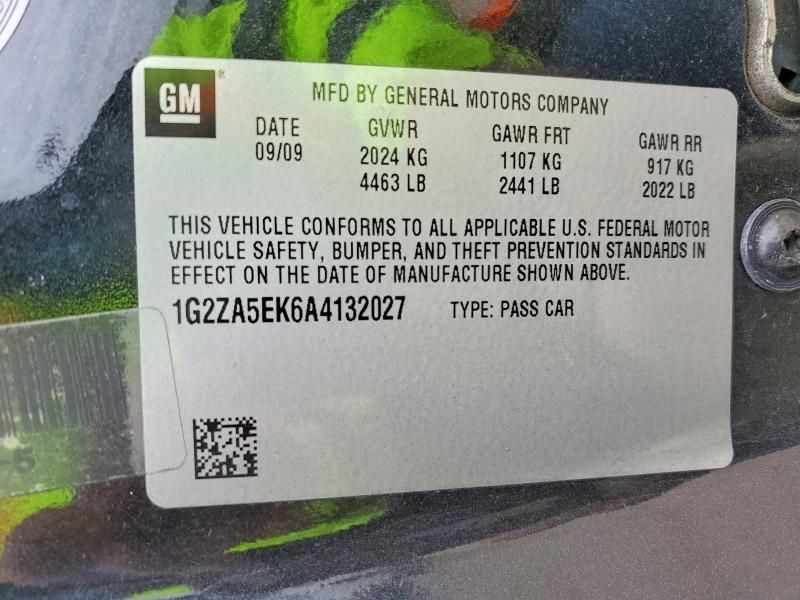 GM®
MFD BY GENERAL MOTORS COMPANY
DATE GVWR GAWR FRT GAWR RR
09/09 2024 KG 1107 KG 917 KG
4463 LB 2441 LB 2022 LB
THIS VEHICLE CONFORMS TO ALL APPLICABLE U.S. FEDERAL MOTOR
VEHICLE SAFETY, BUMPER, AND THEFT PREVENTION STANDARDS IN
EFFECT ON THE DATE OF MANUFACTURE SHOWN ABOVE.
1G2ZA5EK6A4132027 TYPE: PASS CAR